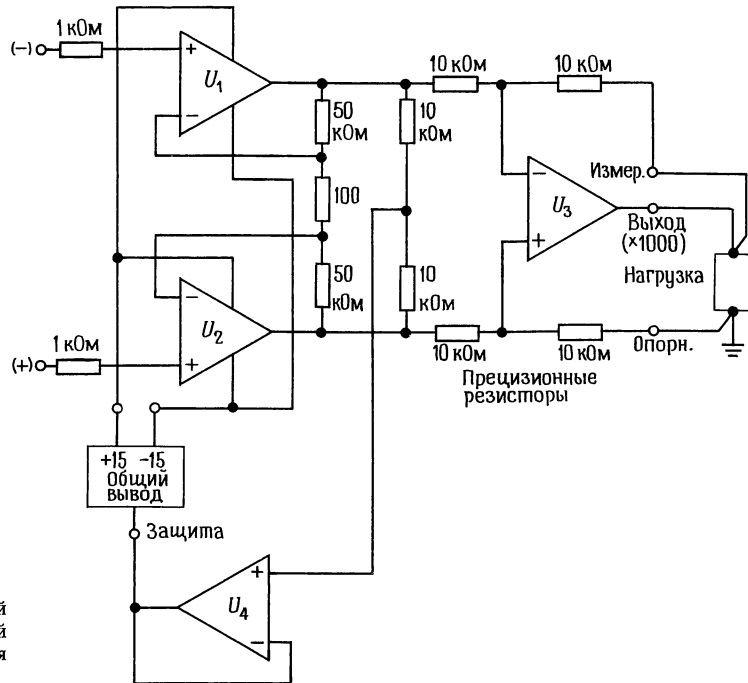 1 кОм
(−)
+
U1
−
50
кОм
100
50
кОм
10
кОм
10
кОм
10 кОм
10 кОм
Измер.
−
U3
+
Выход
(×1000)
Нагрузка
−
U2
+
1 кОм
(+)
10 кОм
10 кОм
Опорн.
Прецизионные
резисторы
+15 −15
Общий
вывод
Защита
+
U4
−
й
й
я